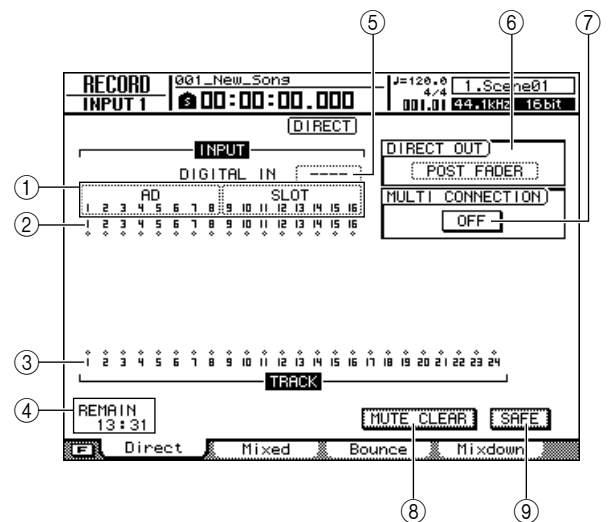 ⑤ ⑥ ⑦
RECORD
INPUT 1
001_New_Song
S 00:00:00.000
♩=120.0
4/4
001.01
1.Scene01
44.1kHz 16bit
DIRECT
INPUT
DIGITAL IN ----
DIRECT OUT
POST FADER
MULTI CONNECTION
OFF
①
AD SLOT
1 2 3 4 5 6 7 8 9 10 11 12 13 14 15 16
②
1 2 3 4 5 6 7 8 9 10 11 12 13 14 15 16
③
1 2 3 4 5 6 7 8 9 10 11 12 13 14 15 16 17 18 19 20 21 22 23 24
TRACK
④
REMAIN
13:31
MUTE CLEAR SAFE
F Direct Mixed Bounce Mixdown
⑧ ⑨